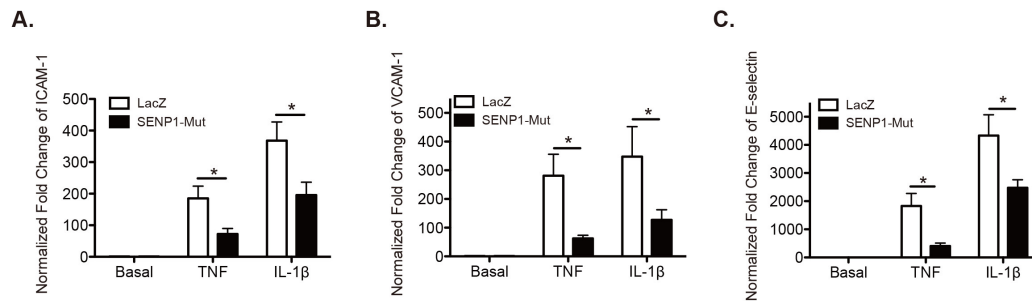 A.
Normalized Fold Change of ICAM-1
500
400
300
200
100
0
LacZ
SENP1-Mut
*
*
Basal
TNF
IL-1β
B.
Normalized Fold Change of VCAM-1
500
400
300
200
100
0
LacZ
SENP1-Mut
*
*
Basal
TNF
IL-1β
C.
Normalized Fold Change of E-selectin
5000
4000
3000
2000
1000
0
LacZ
SENP1-Mut
*
*
Basal
TNF
IL-1β